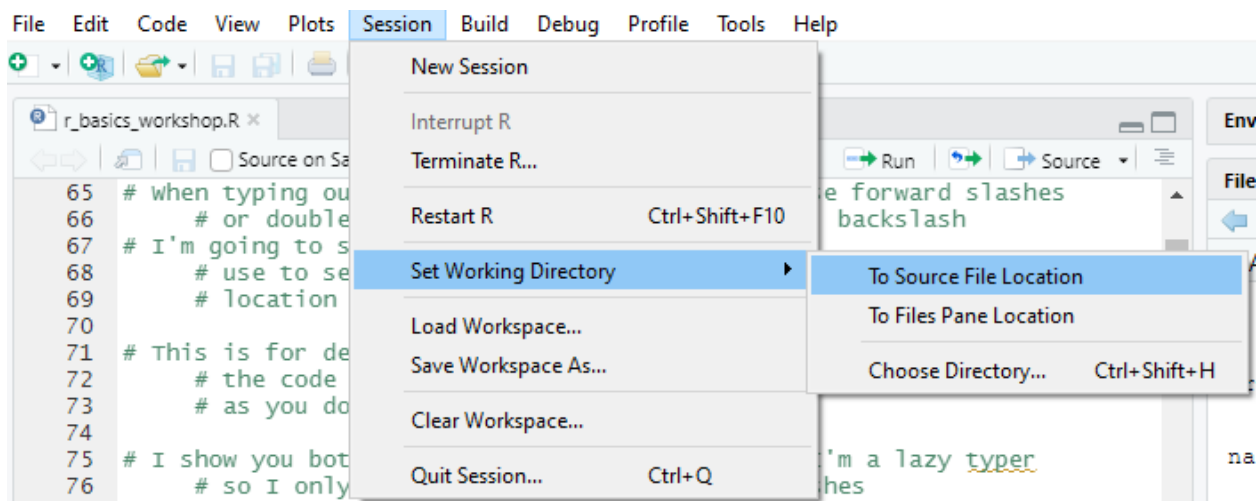 File Edit Code View Plots Session Build Debug Profile Tools Help
New Session
Interrupt R
Terminate R...
Restart R Ctrl+Shift+F10
Set Working Directory
Load Workspace...
Save Workspace As...
Clear Workspace...
Quit Session... Ctrl+Q
To Source File Location
To Files Pane Location
Choose Directory... Ctrl+Shift+H
r_basics_workshop.R
Source on Sa
Run Source
Env
File
65 # When typing ou e forward slashes
66 # or double backslash
67 # I'm going to s
68 # use to se
69 # location
70
71 # This is for de
72 # the code
73 # as you do
74
75 # I show you bot 'm a lazy typer
76 # so I only hes
na